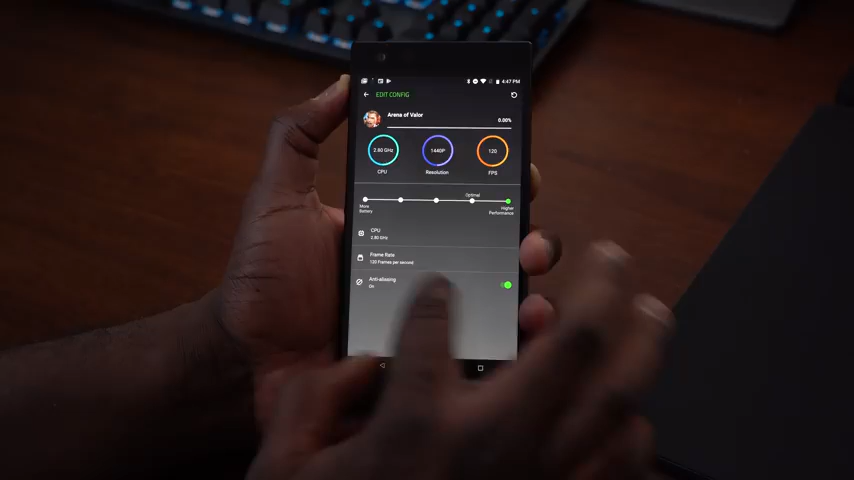 4:47 PM
EDIT CONFIG
Arena of Valor
0.00%
2.80 GHz
1440P
120
CPU
Resolution
FPS
Optimal
More
Battery
Higher
Performance
CPU
2.80 GHz
Frame Rate
120 Frames per second
Anti-aliasing
On